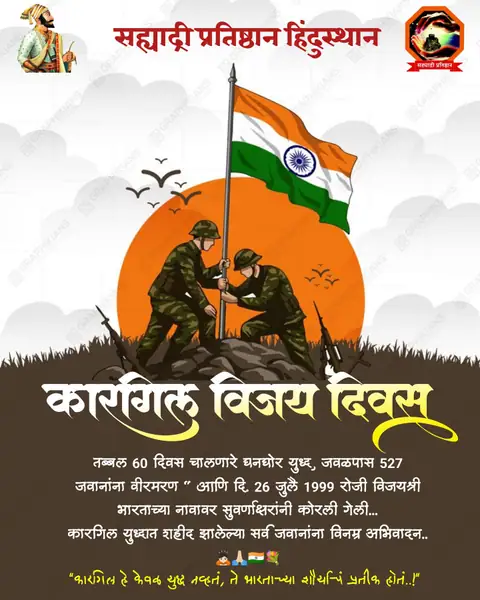 सह्याद्री प्रतिष्ठान हिंदुस्थान
सह्याद्री प्रतिष्ठान
कारगिल विजय दिवस
तब्बल 60 दिवस चालणारे घनघोर युध्द, जवळपास 527
जवानांना वीरमरण " आणि दि. 26 जुलै 1999 रोजी विजयश्री
भारताच्या नावावर सुवर्णाक्षरांनी कोरली गेली...
कारगिल युध्दात शहीद झालेल्या सर्व जवानांना विनम्र अभिवादन..
"कारगिल हे केवळ युद्ध नव्हतं, ते भारताच्या शौर्याचं प्रतीक होतं..!"